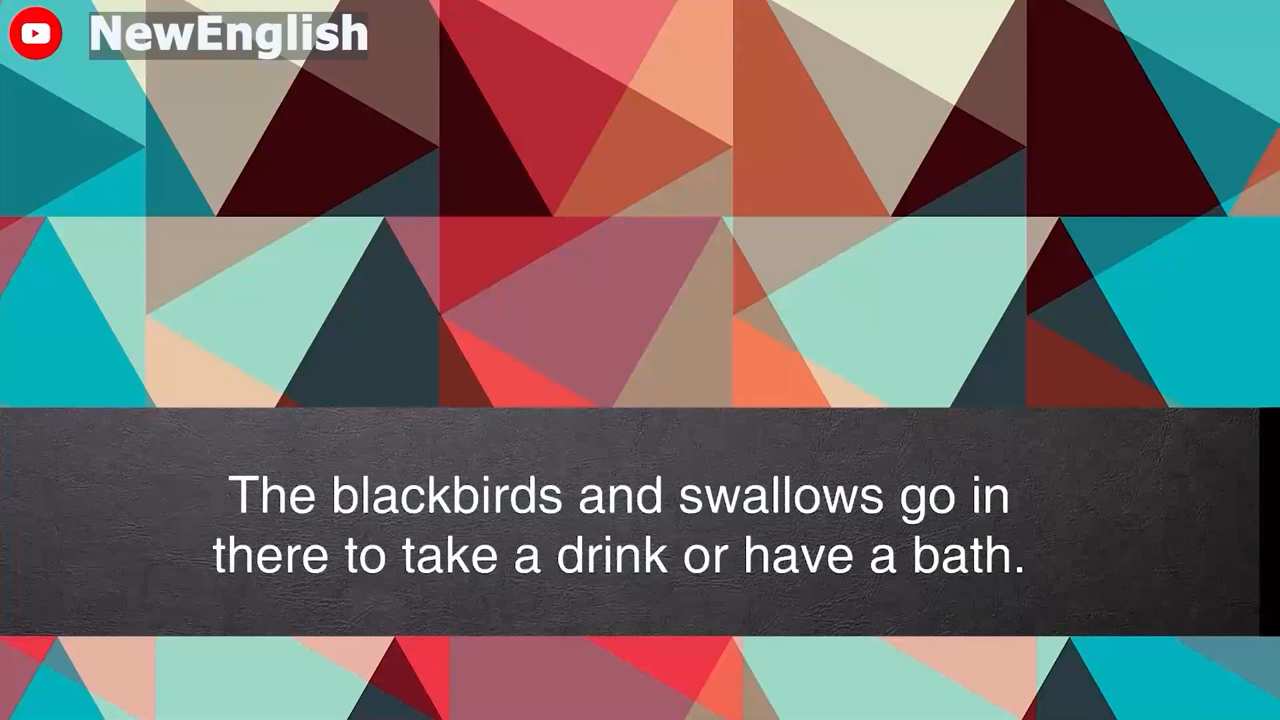 NewEnglish
The blackbirds and swallows go in
there to take a drink or have a bath.